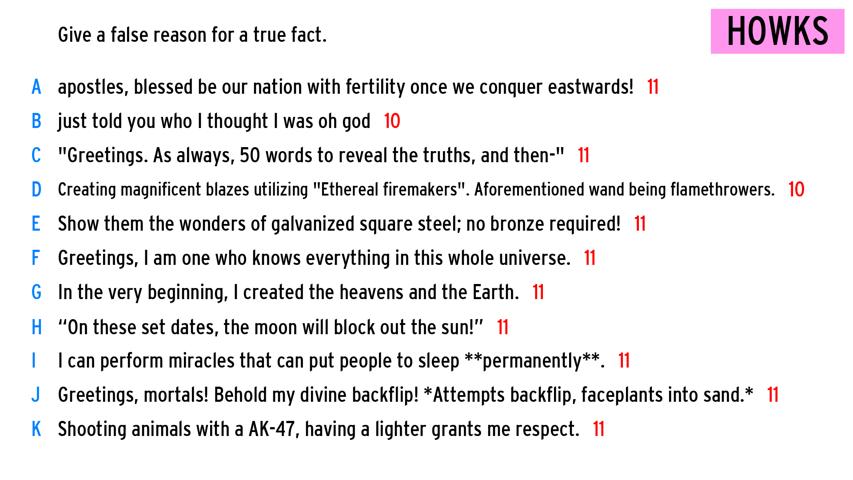 Give a false reason for a true fact.
HOWKS
A apostles, blessed be our nation with fertility once we conquer eastwards! 11
B just told you who I thought I was oh god 10
C "Greetings. As always, 50 words to reveal the truths, and then-" 11
D Creating magnificent blazes utilizing "Ethereal firemakers". Aforementioned wand being flamethrowers. 10
E Show them the wonders of galvanized square steel; no bronze required! 11
F Greetings, I am one who knows everything in this whole universe. 11
G In the very beginning, I created the heavens and the Earth. 11
H “On these set dates, the moon will block out the sun!” 11
I I can perform miracles that can put people to sleep **permanently**. 11
J Greetings, mortals! Behold my divine backflip! *Attempts backflip, faceplants into sand.* 11
K Shooting animals with a AK-47, having a lighter grants me respect. 11